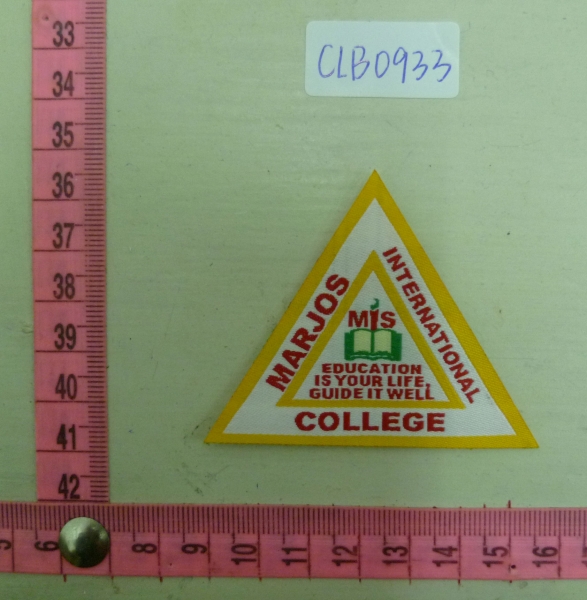 CLB0933
33
34
35
36
37
38
39
40
41
42
MARJOS
INTERNATIONAL
COLLEGE
MIS
EDUCATION
IS YOUR LIFE,
GUIDE IT WELL
5
6
8
9
10
11
12
13
14
15
16